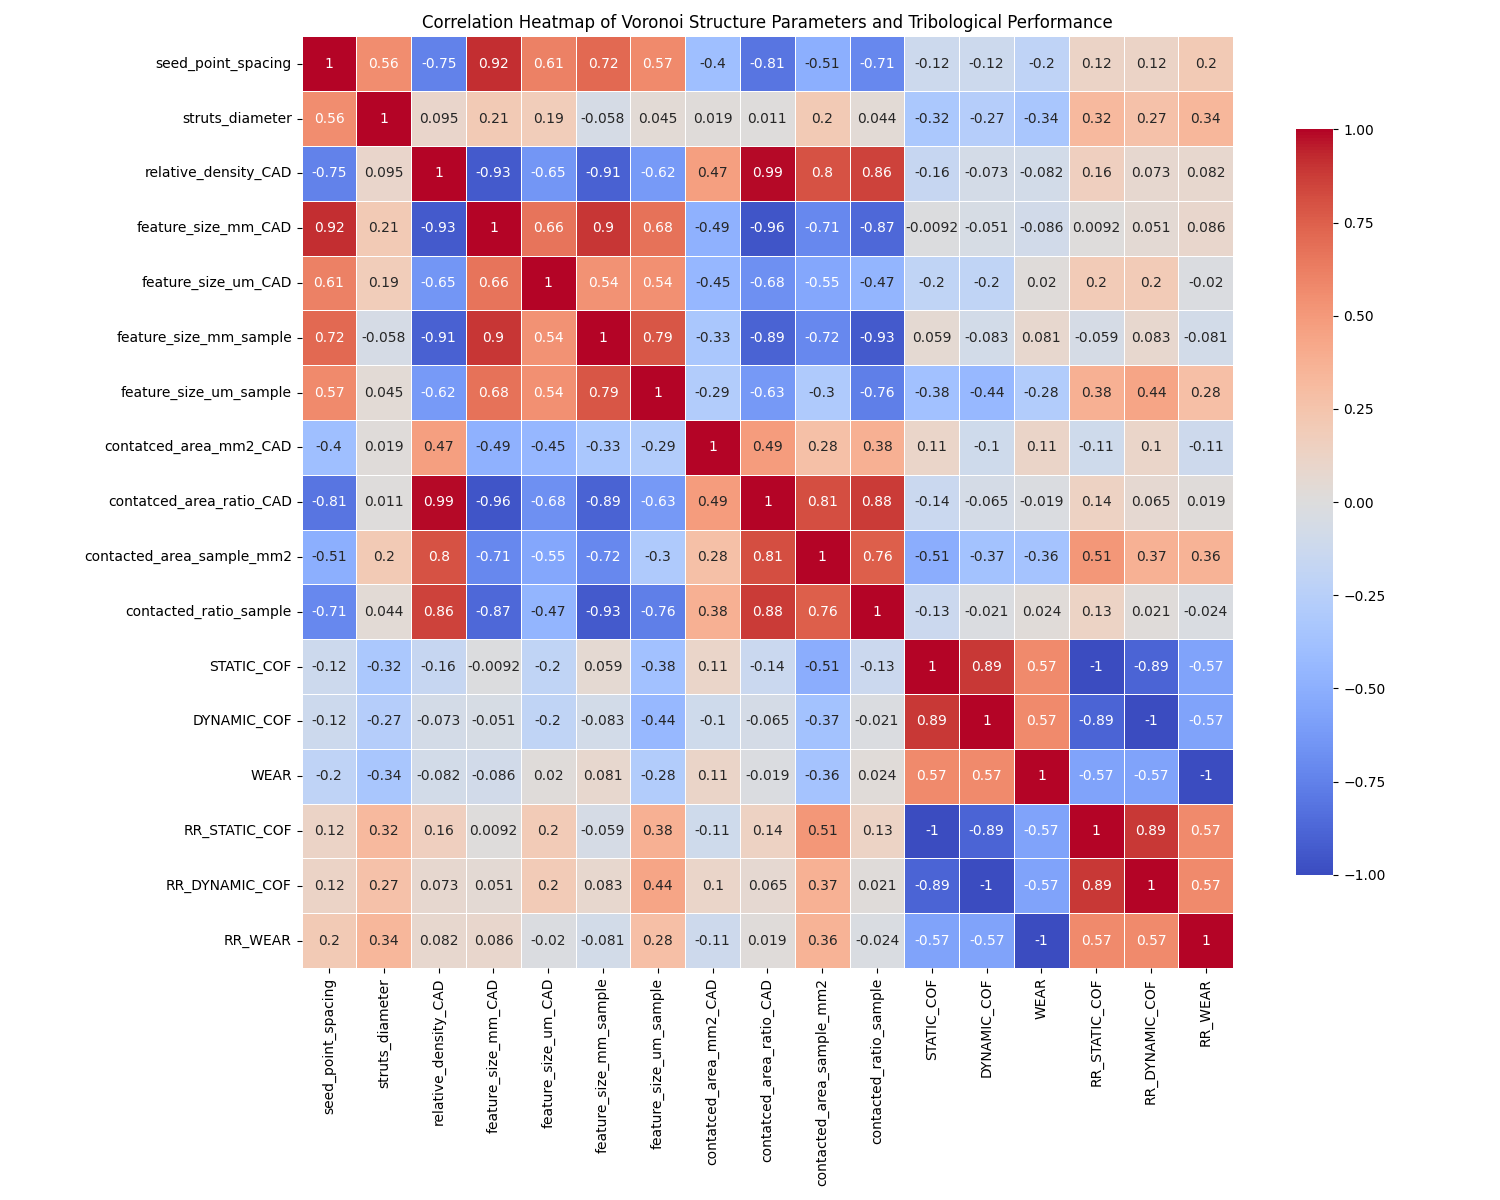 Correlation Heatmap of Voronoi Structure Parameters and Tribological Performance
seed_point_spacing 1 0.56 -0.75 0.92 0.61 0.72 0.57 -0.4 -0.81 -0.51 -0.71 -0.12 -0.12 -0.2 0.12 0.12 0.2
struts_diameter 0.56 1 0.095 0.21 0.19 -0.058 0.045 0.019 0.011 0.2 0.044 -0.32 -0.27 -0.34 0.32 0.27 0.34
relative_density_CAD -0.75 0.095 1 -0.93 -0.65 -0.91 -0.62 0.47 0.99 0.8 0.86 -0.16 -0.073 -0.082 0.16 0.073 0.082
feature_size_mm_CAD 0.92 0.21 -0.93 1 0.66 0.9 0.68 -0.49 -0.96 -0.71 -0.87 -0.0092 -0.051 -0.086 0.0092 0.051 0.086
feature_size_um_CAD 0.61 0.19 -0.65 0.66 1 0.54 0.54 -0.45 -0.68 -0.55 -0.47 -0.2 -0.2 0.02 0.2 0.2 -0.02
feature_size_mm_sample 0.72 -0.058 -0.91 0.9 0.54 1 0.79 -0.33 -0.89 -0.72 -0.93 0.059 -0.083 0.081 -0.059 0.083 -0.081
feature_size_um_sample 0.57 0.045 -0.62 0.68 0.54 0.79 1 -0.29 -0.63 -0.3 -0.76 -0.38 -0.44 -0.28 0.38 0.44 0.28
contatced_area_mm2_CAD -0.4 0.019 0.47 -0.49 -0.45 -0.33 -0.29 1 0.49 0.28 0.38 0.11 -0.1 0.11 -0.11 0.1 -0.11
contatced_area_ratio_CAD -0.81 0.011 0.99 -0.96 -0.68 -0.89 -0.63 0.49 1 0.81 0.88 -0.14 -0.065 -0.019 0.14 0.065 0.019
contacted_area_sample_mm2 -0.51 0.2 0.8 -0.71 -0.55 -0.72 -0.3 0.28 0.81 1 0.76 -0.51 -0.37 -0.36 0.51 0.37 0.36
contacted_ratio_sample -0.71 0.044 0.86 -0.87 -0.47 -0.93 -0.76 0.38 0.88 0.76 1 -0.13 -0.021 0.024 0.13 0.021 -0.024
STATIC_COF -0.12 -0.32 -0.16 -0.0092 -0.2 0.059 -0.38 0.11 -0.14 -0.51 -0.13 1 0.89 0.57 -1 -0.89 -0.57
DYNAMIC_COF -0.12 -0.27 -0.073 -0.051 -0.2 -0.083 -0.44 -0.1 -0.065 -0.37 -0.021 0.89 1 0.57 -0.89 -1 -0.57
WEAR -0.2 -0.34 -0.082 -0.086 0.02 0.081 -0.28 0.11 -0.019 -0.36 0.024 0.57 0.57 1 -0.57 -0.57 -1
RR_STATIC_COF 0.12 0.32 0.16 0.0092 0.2 -0.059 0.38 -0.11 0.14 0.51 0.13 -1 -0.89 -0.57 1 0.89 0.57
RR_DYNAMIC_COF 0.12 0.27 0.073 0.051 0.2 0.083 0.44 0.1 0.065 0.37 0.021 -0.89 -1 -0.57 0.89 1 0.57
RR_WEAR 0.2 0.34 0.082 0.086 -0.02 -0.081 0.28 -0.11 0.019 0.36 -0.024 -0.57 -0.57 -1 0.57 0.57 1
seed_point_spacing
struts_diameter
relative_density_CAD
feature_size_mm_CAD
feature_size_um_CAD
feature_size_mm_sample
feature_size_um_sample
contatced_area_mm2_CAD
contatced_area_ratio_CAD
contacted_area_sample_mm2
contacted_ratio_sample
STATIC_COF
DYNAMIC_COF
WEAR
RR_STATIC_COF
RR_DYNAMIC_COF
RR_WEAR
1.00
0.75
0.50
0.25
0.00
−0.25
−0.50
−0.75
−1.00